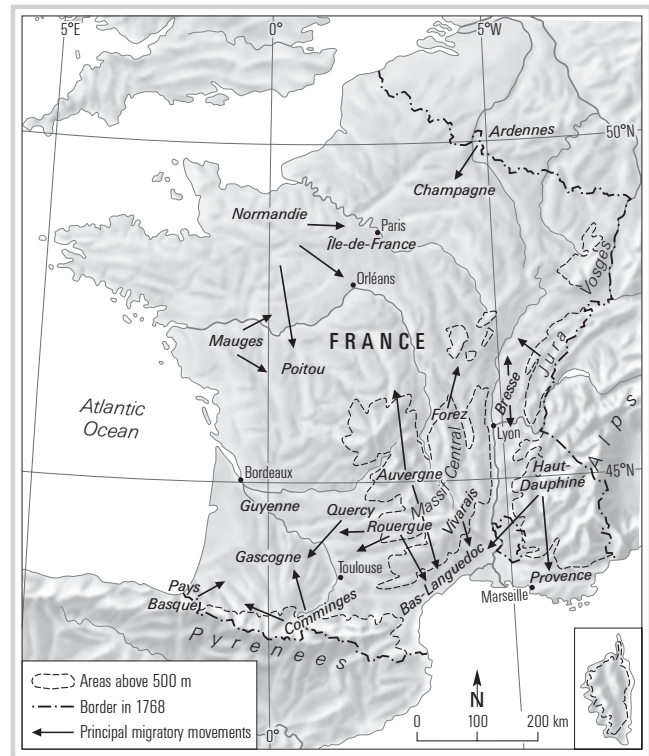 5°E
0°
5°W
50°N
Ardennes
Champagne
Normandie
Paris
Île-de-France
Vosges
Orléans
FRANCE
Mauges
Jura
Poitou
Bresse
Atlantic
Ocean
Forez
Lyon
Alps
Massif Central
45°N
Bordeaux
Auvergne
Haut-
Dauphiné
Guyenne
Quercy
Vivarais
Rouergue
Gascogne
Toulouse
Bas-Languedoc
Provence
Marseille
Pays
Basque
Comminges
Pyrenees
Areas above 500 m
Border in 1768
Principal migratory movements
0°
N
0 100 200 km